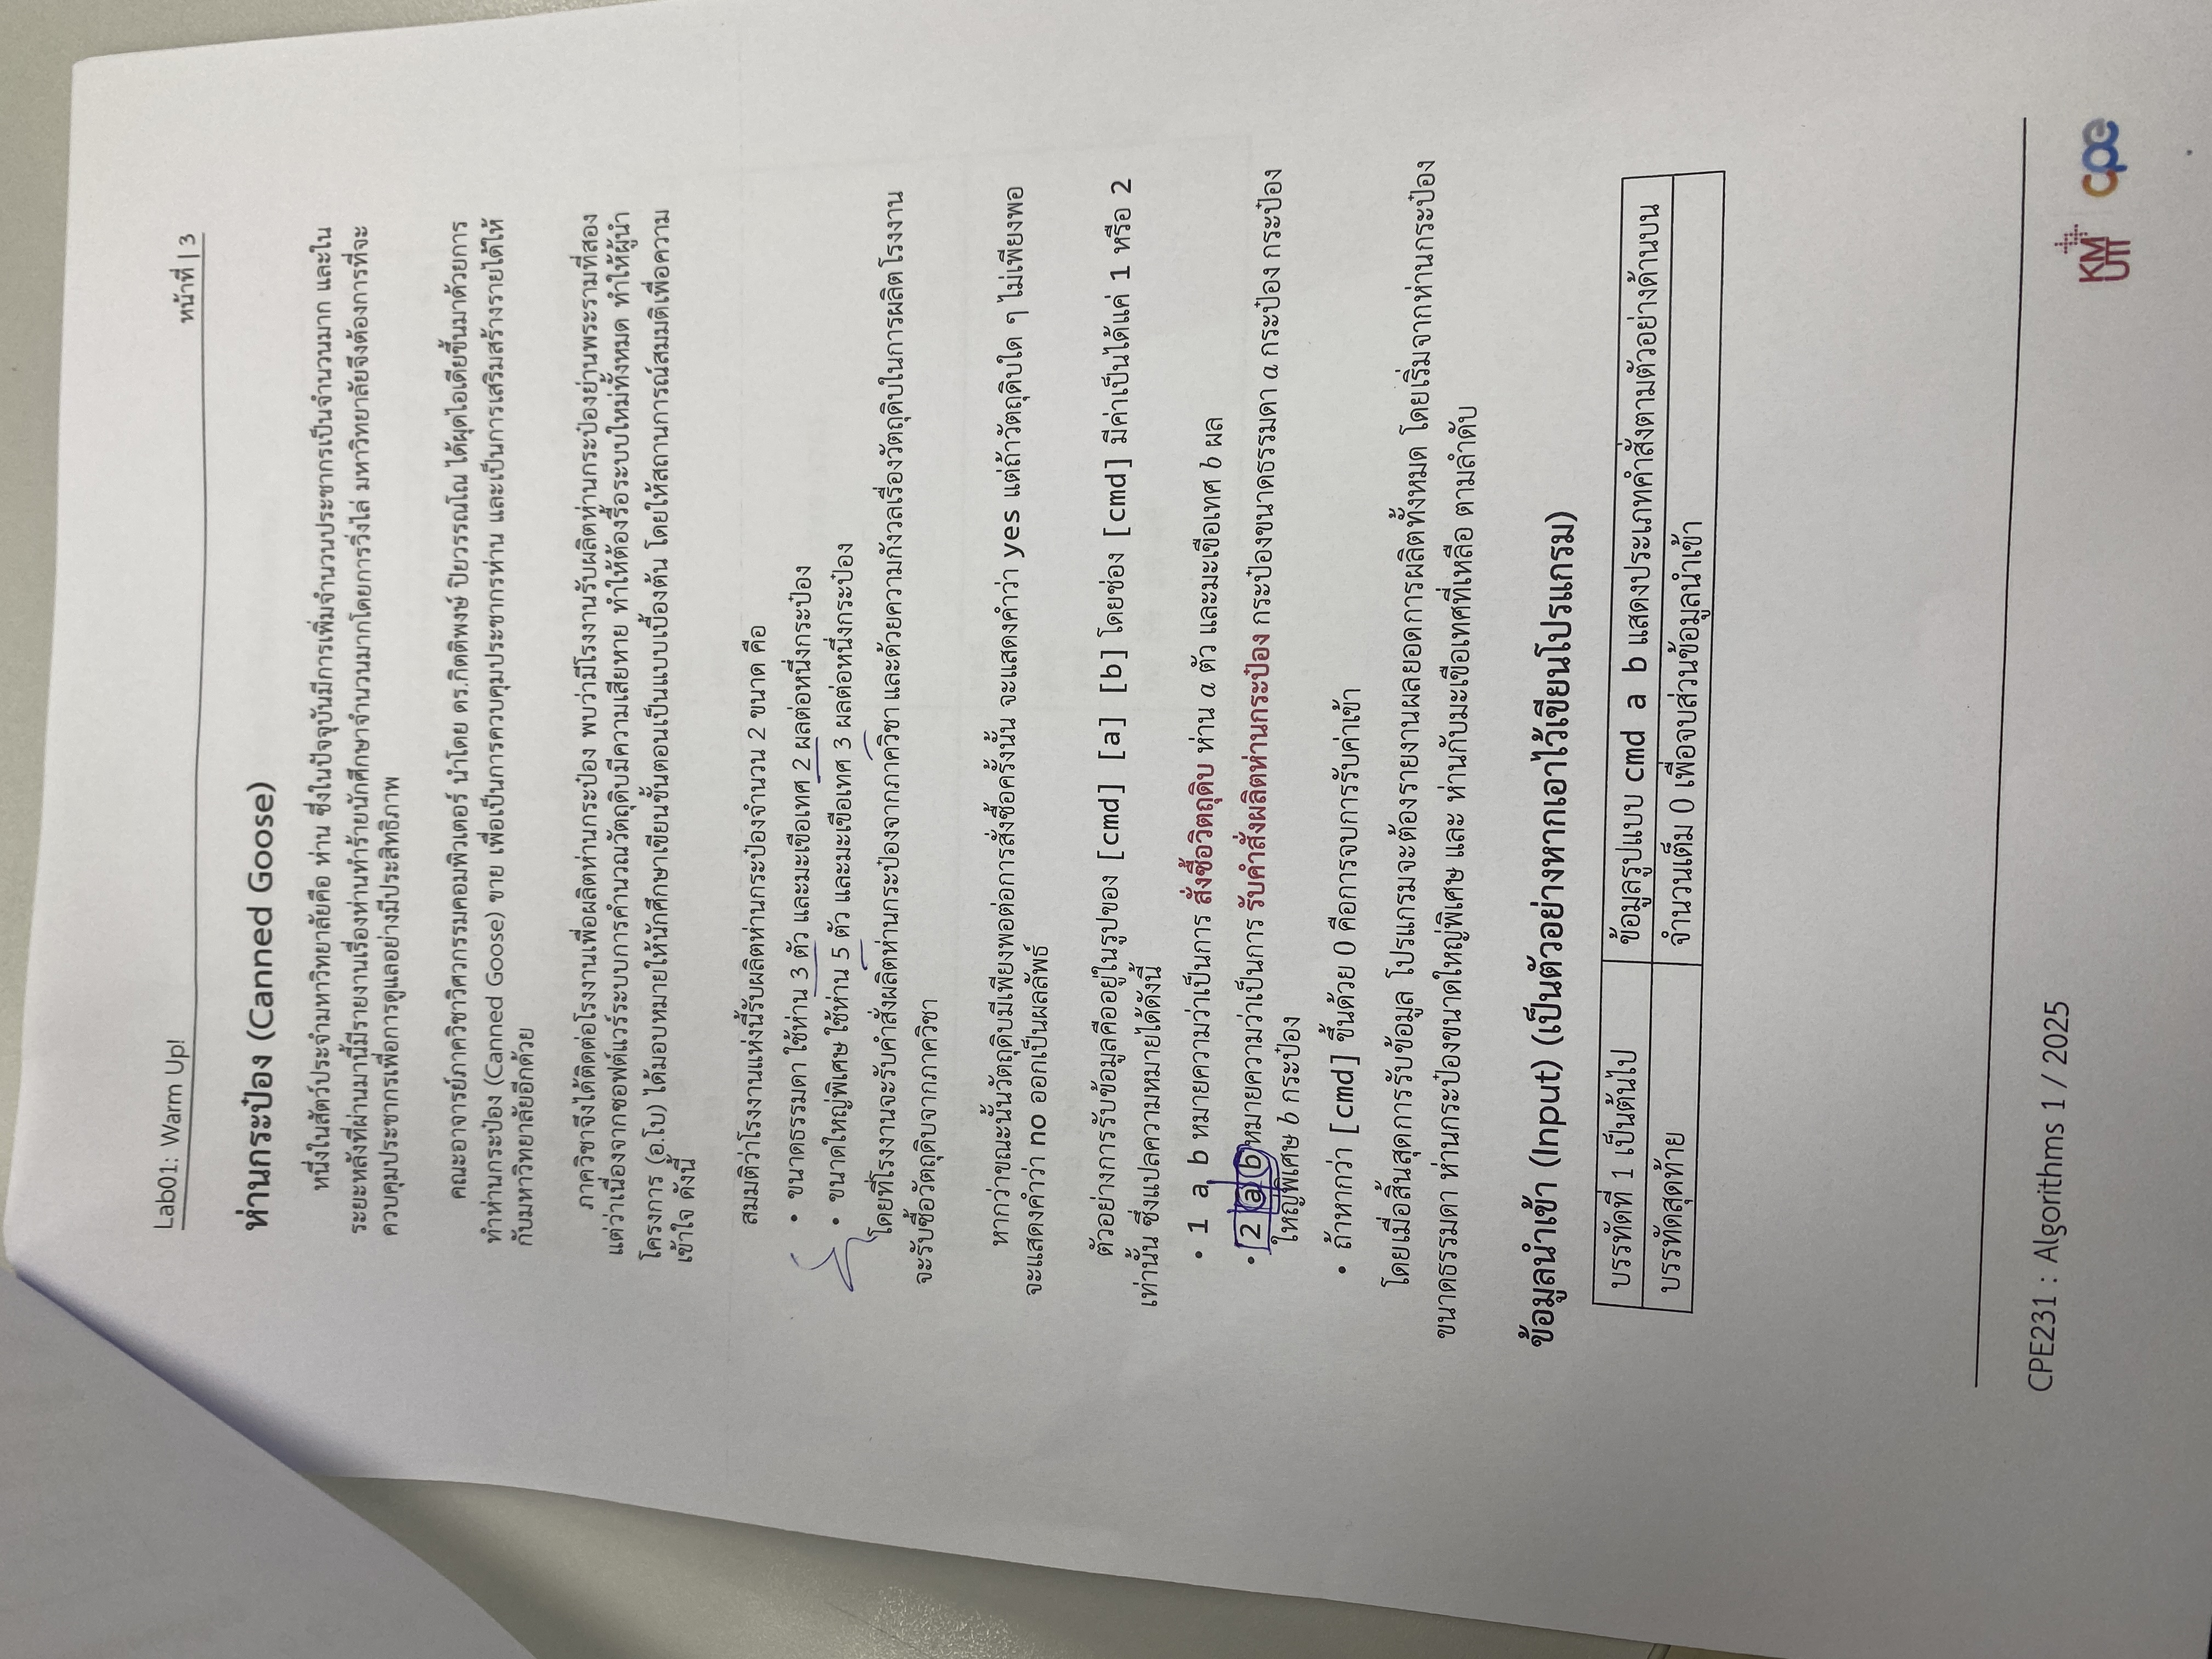 Lab01: Warm Up!
หน้าที่ | 3
ห่านกระป๋อง (Canned Goose)
หนึ่งในสัตว์ประจำมหาวิทยาลัยคือ ห่าน ซึ่งในปัจจุบันมีการเพิ่มจำนวนประชากรเป็นจำนวนมาก และใน
ระยะหลังที่ผ่านมานี้มีรายงานเรื่องห่านทำร้ายนักศึกษาจำนวนมากโดยการวิ่งไล่ มหาวิทยาลัยจึงต้องการที่จะ
ควบคุมประชากรเพื่อการดูแลอย่างมีประสิทธิภาพ
คณะอาจารย์ภาควิชาวิศวกรรมคอมพิวเตอร์ นำโดย ดร.กิตติพงษ์ ปิยวรรณโณ ได้ผุดไอเดียขึ้นมาด้วยการ
ทำห่านกระป๋อง (Canned Goose) ขาย เพื่อเป็นการควบคุมประชากรห่าน และเป็นการเสริมสร้างรายได้ให้
กับมหาวิทยาลัยอีกด้วย
ภาควิชาจึงได้ติดต่อโรงงานเพื่อผลิตห่านกระป๋อง พบว่ามีโรงงานรับผลิตห่านกระป๋องย่านพระรามที่สอง
แต่ว่าเนื่องจากซอฟต์แวร์ระบบการคำนวณวัตถุดิบมีความเสียหาย ทำให้ต้องรื้อระบบใหม่ทั้งหมด ทำให้ผู้นำ
โครงการ (อ.โบ) ได้มอบหมายให้นักศึกษาเขียนขั้นตอนเป็นแบบเบื้องต้น โดยให้สถานการณ์สมมติเพื่อความ
เข้าใจ ดังนี้
สมมติว่าโรงงานแห่งนี้รับผลิตห่านกระป๋องจำนวน 2 ขนาด คือ
• ขนาดธรรมดา ใช้ห่าน 3 ตัว และมะเขือเทศ 2 ผลต่อหนึ่งกระป๋อง
• ขนาดใหญ่พิเศษ ใช้ห่าน 5 ตัว และมะเขือเทศ 3 ผลต่อหนึ่งกระป๋อง
โดยที่โรงงานจะรับคำสั่งผลิตห่านกระป๋องจากภาควิชา และด้วยความกังวลเรื่องวัตถุดิบในการผลิต โรงงาน
จะรับซื้อวัตถุดิบจากภาควิชา
หากว่าขณะนั้นวัตถุดิบมีเพียงพอต่อการสั่งซื้อครั้งนั้น จะแสดงคำว่า yes แต่ถ้าวัตถุดิบใด ๆ ไม่เพียงพอ
จะแสดงคำว่า no ออกเป็นผลลัพธ์
ตัวอย่างการรับข้อมูลคืออยู่ในรูปของ [cmd] [a] [b] โดยช่อง [cmd] มีค่าเป็นได้แค่ 1 หรือ 2
เท่านั้น ซึ่งแปลความหมายได้ดังนี้
• 1 a b หมายความว่าเป็นการ สั่งซื้อวิตถุดิบ ห่าน a ตัว และมะเขือเทศ b ผล
• 2 a b หมายความว่าเป็นการ รับคำสั่งผลิตห่านกระป๋อง กระป๋องขนาดธรรมดา a กระป๋อง กระป๋อง
ใหญ่พิเศษ b กระป๋อง
• ถ้าหากว่า [cmd] ขึ้นด้วย 0 คือการจบการรับค่าเข้า
โดยเมื่อสิ้นสุดการรับข้อมูล โปรแกรมจะต้องรายงานผลยอดการผลิตทั้งหมด โดยเริ่มจากห่านกระป๋อง
ขนาดธรรมดา ห่านกระป๋องขนาดใหญ่พิเศษ และ ห่านกับมะเขือเทศที่เหลือ ตามลำดับ
ข้อมูลนำเข้า (Input) (เป็นตัวอย่างหากเอาไว้เขียนโปรแกรม)
บรรทัดที่ 1 เป็นต้นไป ข้อมูลรูปแบบ cmd a b แสดงประเภทคำสั่งตามตัวอย่างด้านบน
บรรทัดสุดท้าย จำนวนเต็ม 0 เพื่อจบส่วนข้อมูลนำเข้า
CPE231 : Algorithms 1 / 2025
KM
UTT
cpe